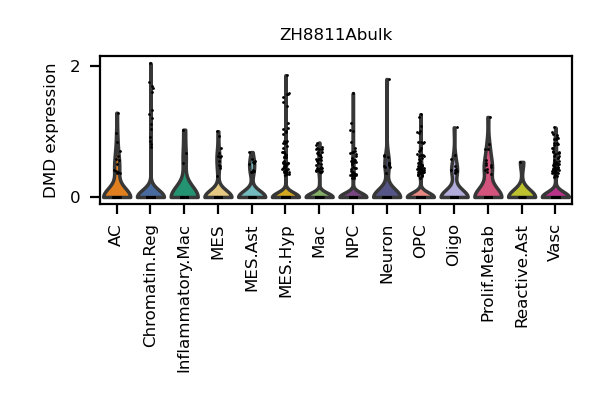 ZH8811Abulk
DMD expression
2
0
AC
Chromatin.Reg
Inflammatory.Mac
MES
MES.Ast
MES.Hyp
Mac
NPC
Neuron
OPC
Oligo
Prolif.Metab
Reactive.Ast
Vasc